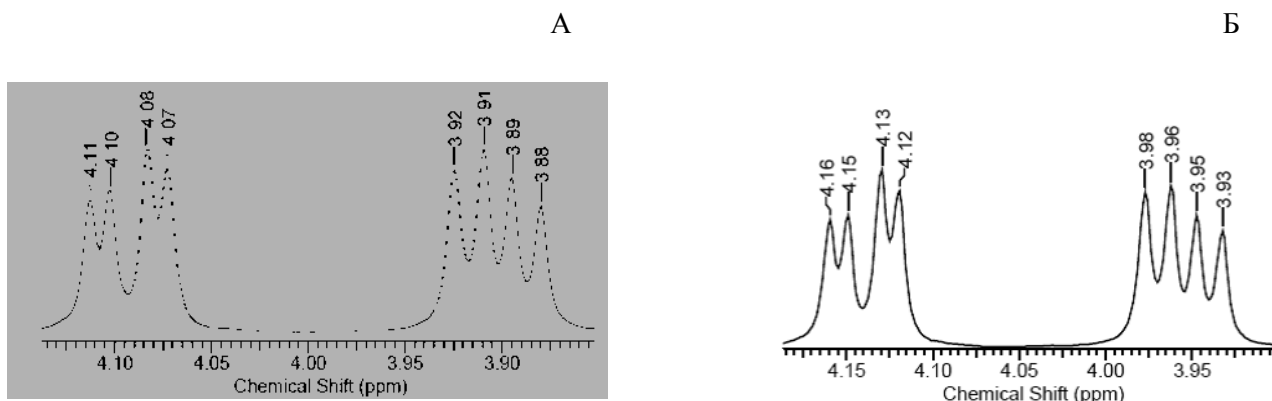 А
Б
4.11
4.10
4 08
4 07
3 92
3 91
3 89
3 88
4.10 4.05 4.00 3.95 3.90
Chemical Shift (ppm)
4.16
4.15
4.13
4.12
3.98
3.96
3.95
3.93
4.15 4.10 4.05 4.00 3.95
Chemical Shift (ppm)